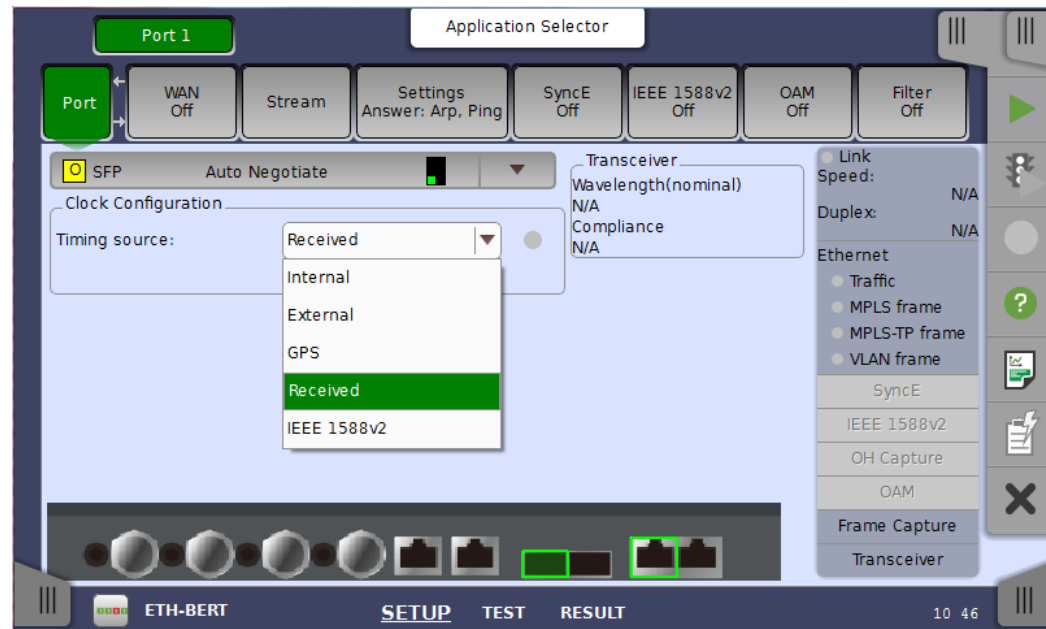 Port 1
Application Selector
Port
WAN
Off
Stream
Settings
Answer: Arp, Ping
SyncE
Off
IEEE 1588v2
Off
OAM
Off
Filter
Off
SFP
Auto Negotiate
Clock Configuration
Timing source:
Received
Internal
External
GPS
Received
IEEE 1588v2
Transceiver
Wavelength(nominal)
N/A
Compliance
N/A
Link
Speed:
N/A
Duplex:
N/A
Ethernet
Traffic
MPLS frame
MPLS-TP frame
VLAN frame
SyncE
IEEE 1588v2
OH Capture
OAM
Frame Capture
Transceiver
ETH-BERT
SETUP TEST RESULT
10 46